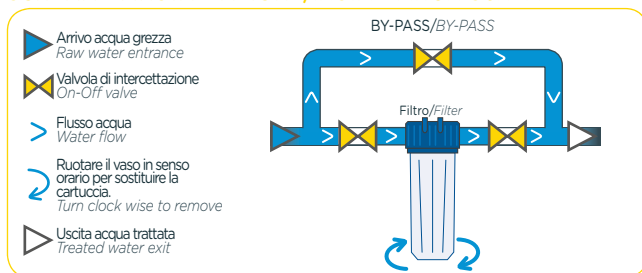 Arrivo acqua grezza
Raw water entrance
Valvola di intercettazione
On-Off valve
Flusso acqua
Water flow
Ruotare il vaso in senso
orario per sostituire la
cartuccia.
Turn clock wise to remove
Uscita acqua trattata
Treated water exit
BY-PASS/BY-PASS
Filtro/Filter